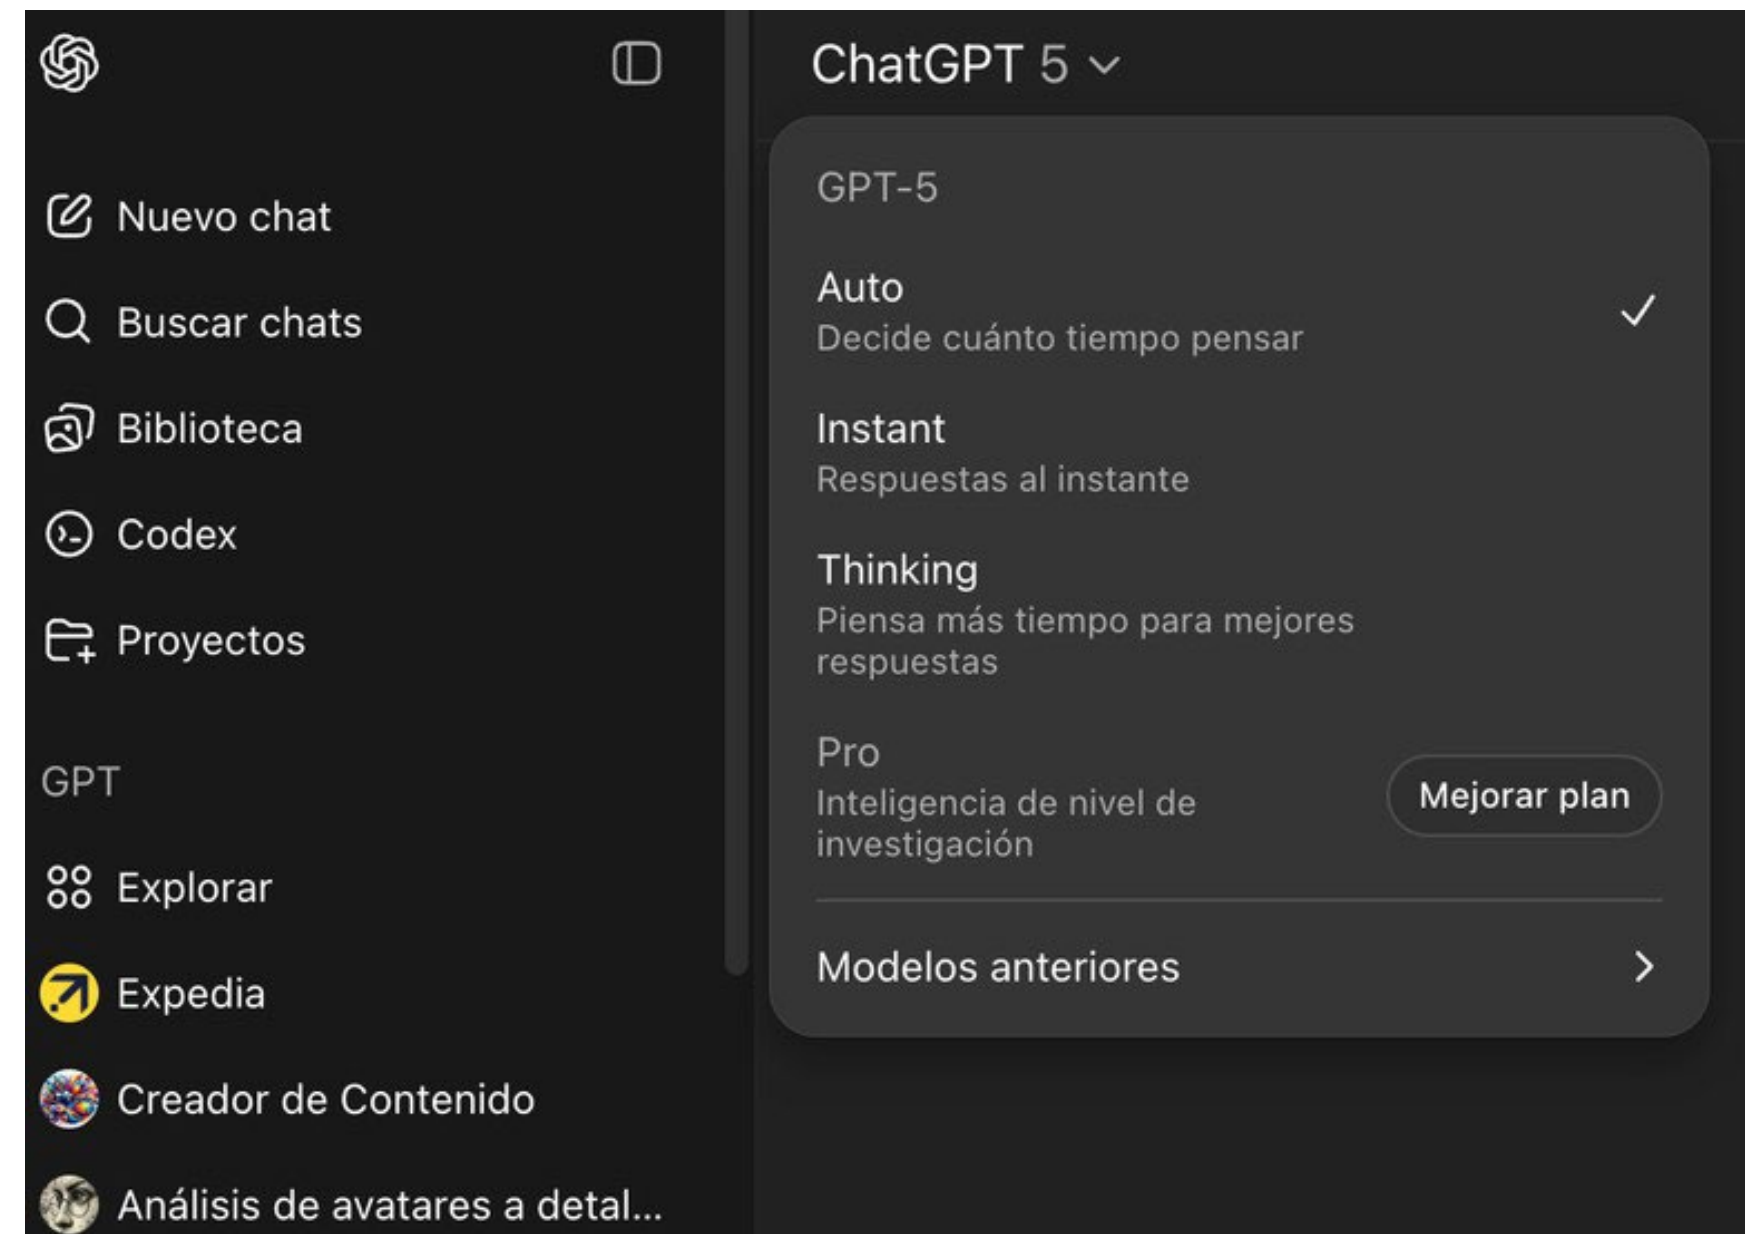 Nuevo chat
Buscar chats
Biblioteca
Codex
Proyectos
GPT
Explorar
Expedia
Creador de Contenido
Análisis de avatares a detal...
ChatGPT 5
GPT-5
Auto
Decide cuánto tiempo pensar
Instant
Respuestas al instante
Thinking
Piensa más tiempo para mejores
respuestas
Pro
Inteligencia de nivel de
investigación
Mejorar plan
Modelos anteriores